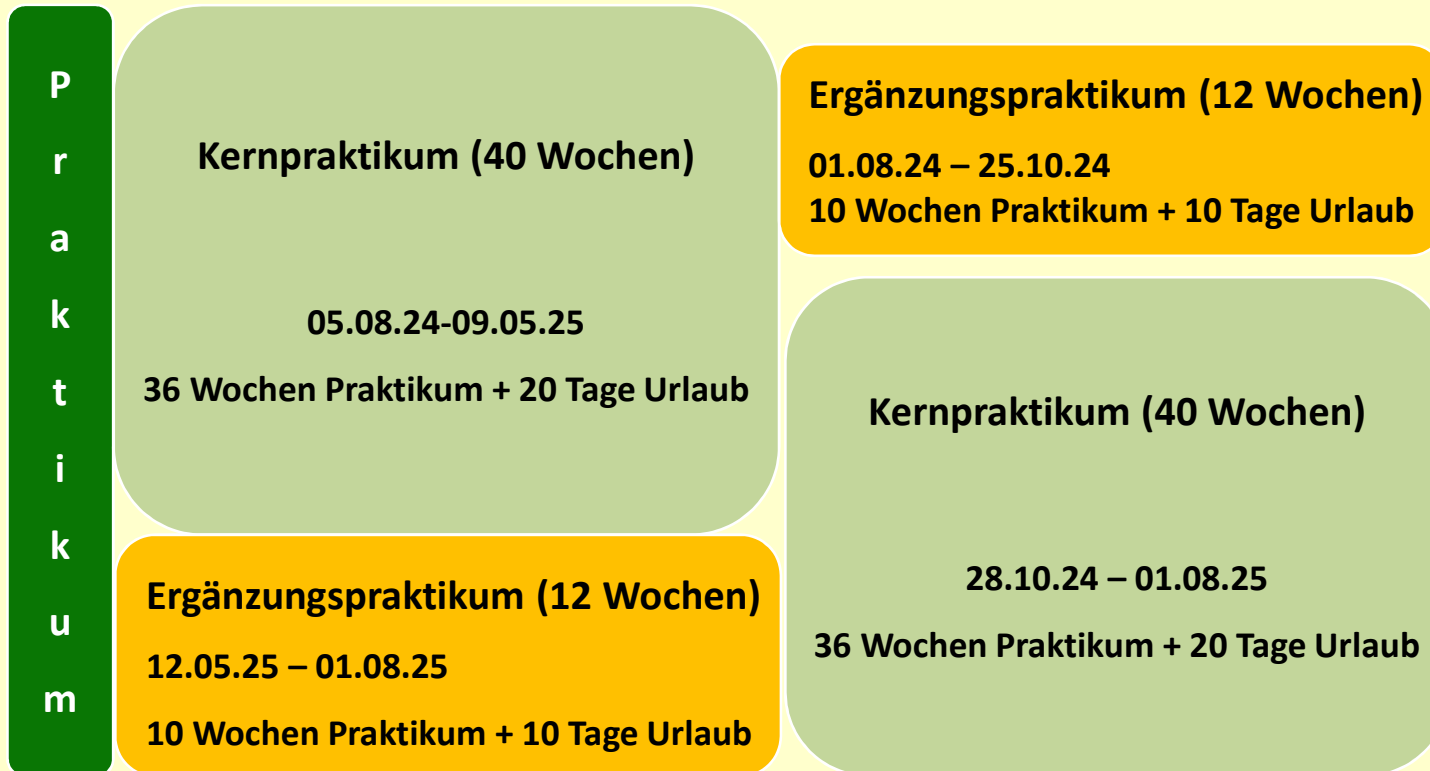 Praktikum
Kernpraktikum (40 Wochen)
05.08.24-09.05.25
36 Wochen Praktikum + 20 Tage Urlaub
Ergänzungspraktikum (12 Wochen)
12.05.25 – 01.08.25
10 Wochen Praktikum + 10 Tage Urlaub
Ergänzungspraktikum (12 Wochen)
01.08.24 – 25.10.24
10 Wochen Praktikum + 10 Tage Urlaub
Kernpraktikum (40 Wochen)
28.10.24 – 01.08.25
36 Wochen Praktikum + 20 Tage Urlaub